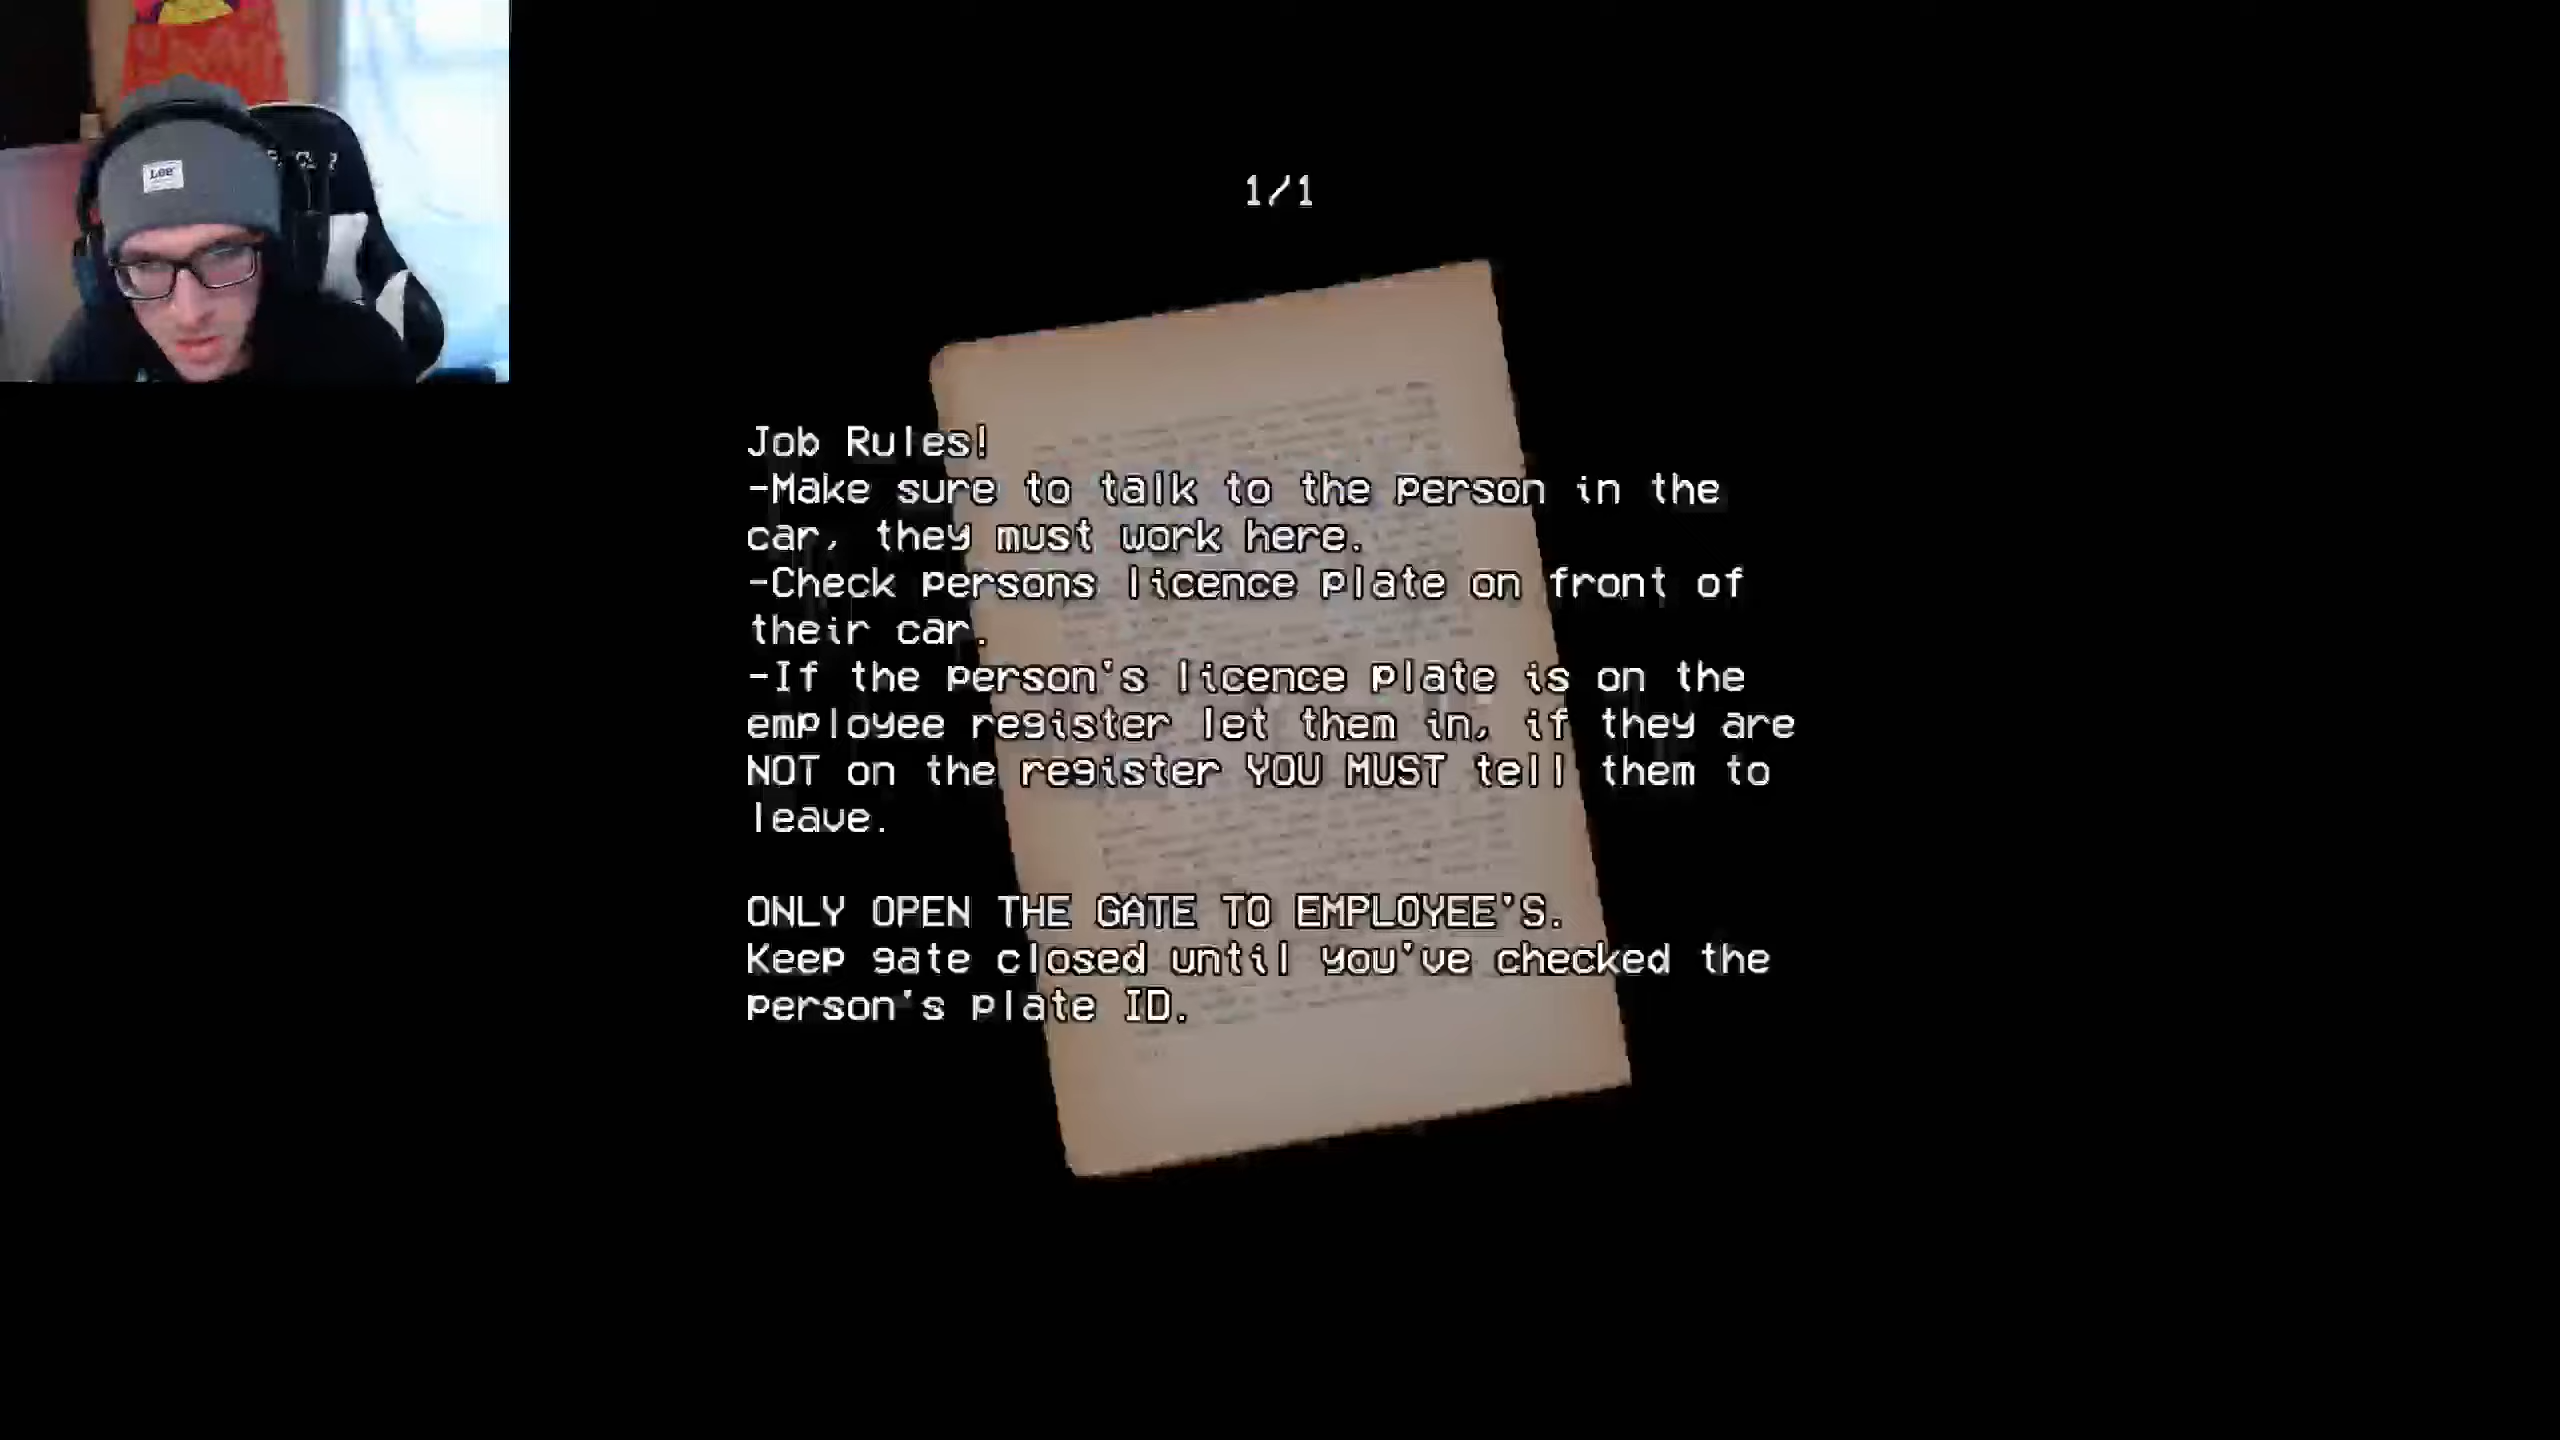 Lee
1/1
Job Rules!
-Make sure to talk to the person in the
car, they must work here.
-Check persons licence plate on front of
their car.
-If the person's licence plate is on the
employee register let them in, if they are
NOT on the register YOU MUST tell them to
leave.
ONLY OPEN THE GATE TO EMPLOYEE'S.
Keep gate closed until you've checked the
person's plate ID.